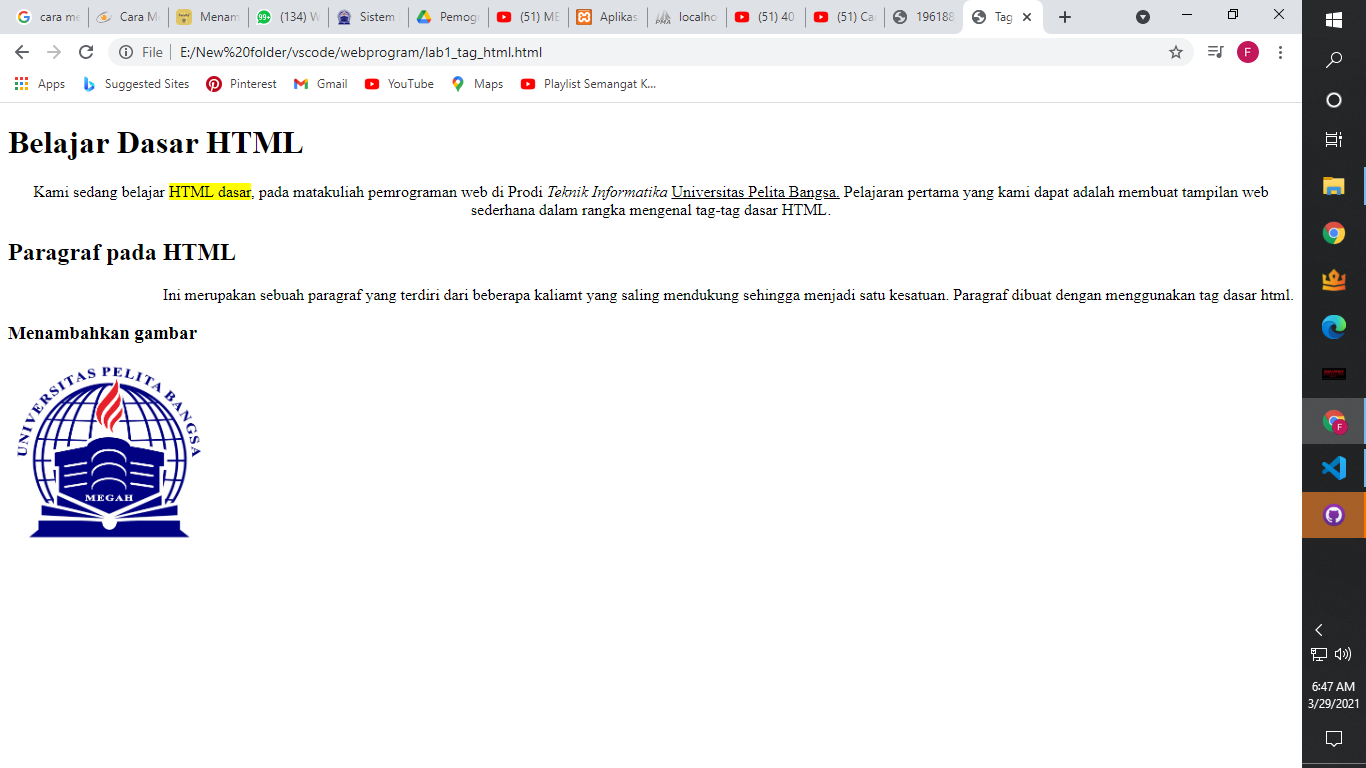 cara me
Cara M
Menam
(134) W
Sistem
Pemog
(51) ME
Aplikas
localho
(51) 40
(51) Ca
196188
Tag
File | E:/New%20folder/vscode/webprogram/lab1_tag_html.html
F
Apps
Suggested Sites
Pinterest
Gmail
YouTube
Maps
Playlist Semangat K...
Belajar Dasar HTML
Kami sedang belajar HTML dasar, pada matakuliah pemrograman web di Prodi Teknik Informatika Universitas Pelita Bangsa. Pelajaran pertama yang kami dapat adalah membuat tampilan web
sederhana dalam rangka mengenal tag-tag dasar HTML.
Paragraf pada HTML
Ini merupakan sebuah paragraf yang terdiri dari beberapa kaliamt yang saling mendukung sehingga menjadi satu kesatuan. Paragraf dibuat dengan menggunakan tag dasar html.
Menambahkan gambar
UNIVERSITAS PELITA BANGSA
MEGAH
6:47 AM
3/29/2021